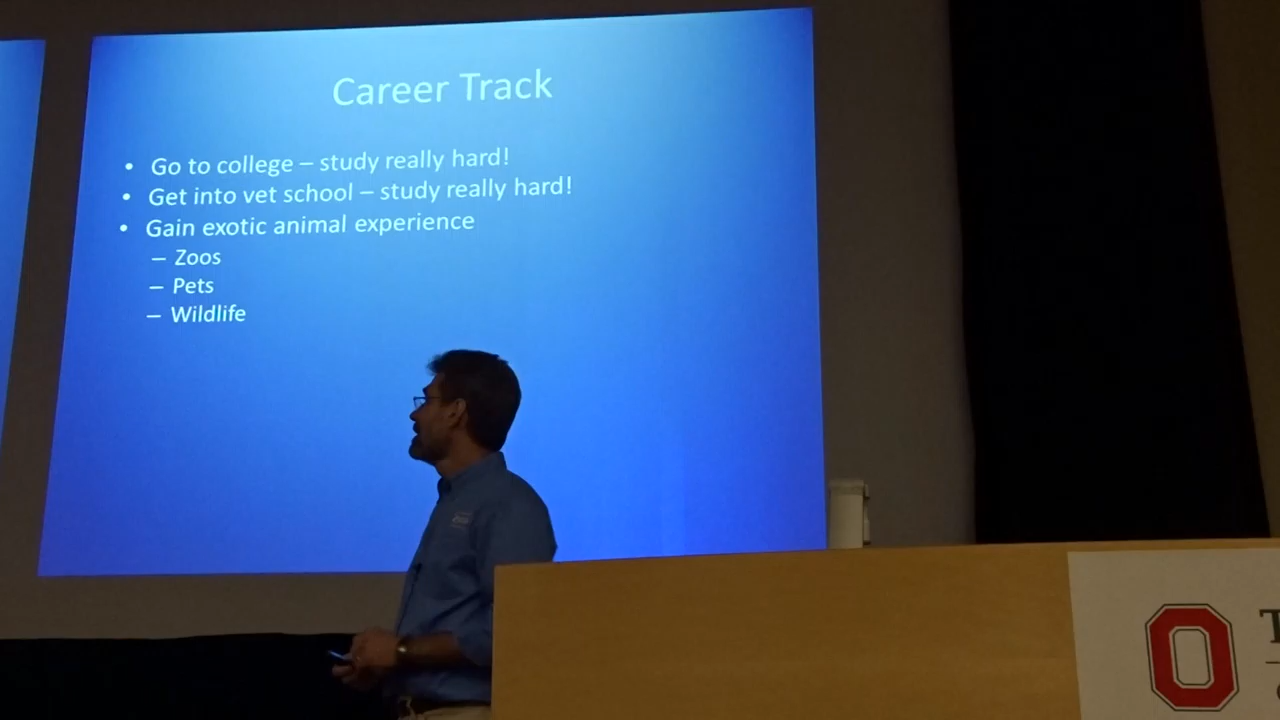 Career Track
• Go to college – study really hard!
• Get into vet school – study really hard!
• Gain exotic animal experience
– Zoos
– Pets
– Wildlife
O
T